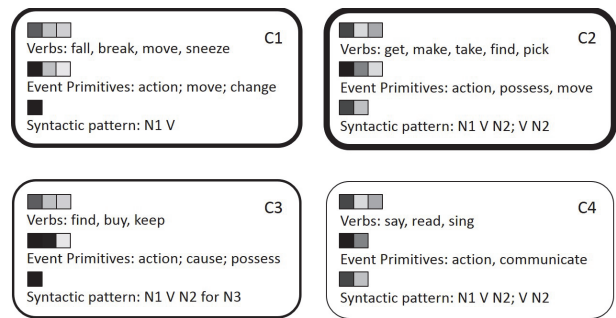 C1
Verbs: fall, break, move, sneeze
Event Primitives: action; move; change
Syntactic pattern: N1 V
C2
Verbs: get, make, take, find, pick
Event Primitives: action, possess, move
Syntactic pattern: N1 V N2; V N2
C3
Verbs: find, buy, keep
Event Primitives: action; cause; possess
Syntactic pattern: N1 V N2 for N3
C4
Verbs: say, read, sing
Event Primitives: action, communicate
Syntactic pattern: N1 V N2; V N2